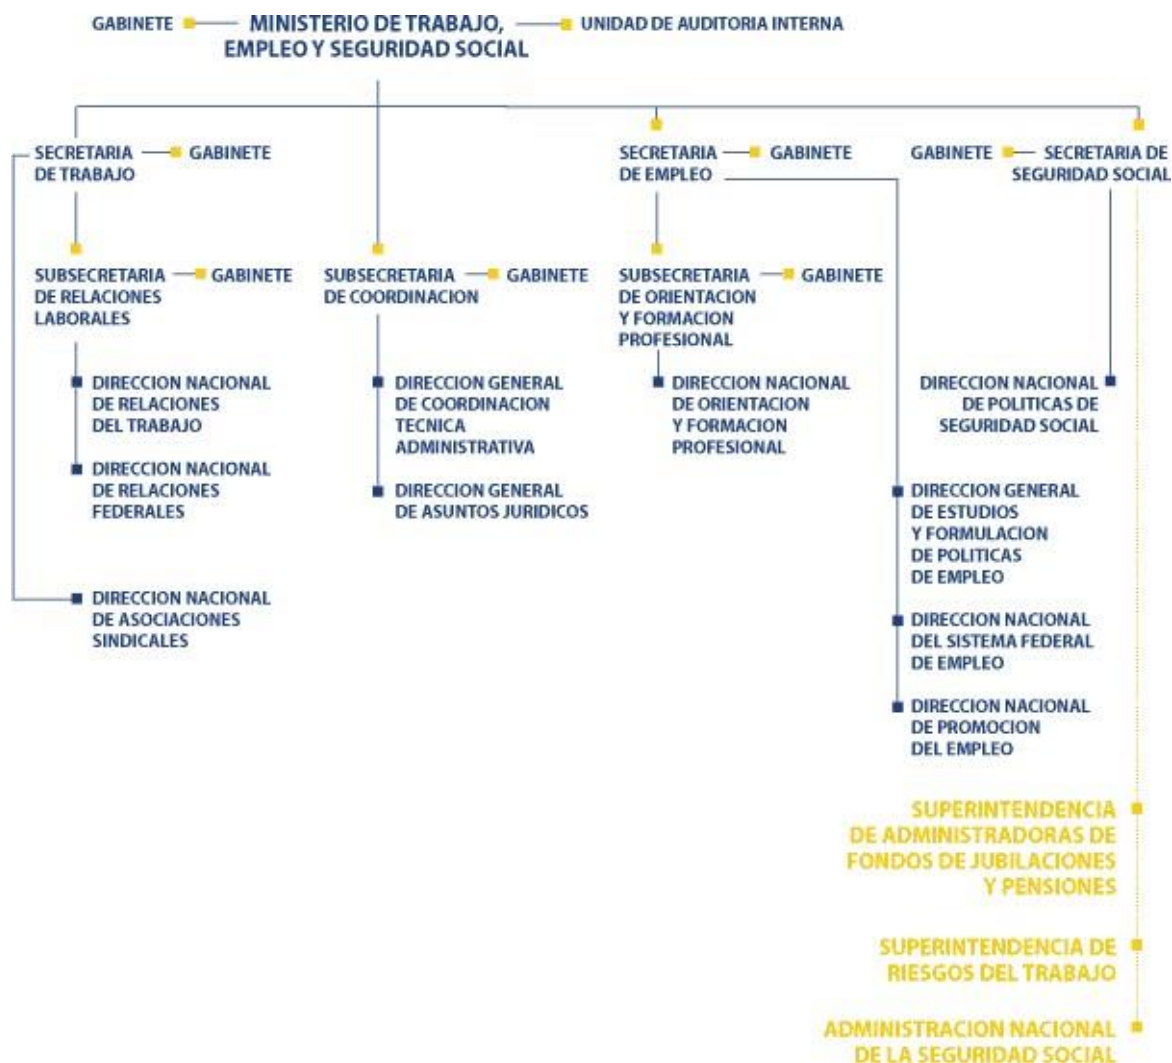 GABINETE
MINISTERIO DE TRABAJO,
EMPLEO Y SEGURIDAD SOCIAL
UNIDAD DE AUDITORIA INTERNA
SECRETARIA
DE TRABAJO
GABINETE
SECRETARIA
DE EMPLEO
GABINETE
GABINETE
SECRETARIA DE
SEGURIDAD SOCIAL
SUBSECRETARIA
DE RELACIONES
LABORALES
GABINETE
SUBSECRETARIA
DE COORDINACION
GABINETE
SUBSECRETARIA
DE ORIENTACION
Y FORMACION
PROFESIONAL
GABINETE
DIRECCION NACIONAL
DE RELACIONES
DEL TRABAJO
DIRECCION GENERAL
DE COORDINACION
TECNICA
ADMINISTRATIVA
DIRECCION NACIONAL
DE ORIENTACION
Y FORMACION
PROFESIONAL
DIRECCION NACIONAL
DE POLITICAS DE
SEGURIDAD SOCIAL
DIRECCION NACIONAL
DE RELACIONES
FEDERALES
DIRECCION GENERAL
DE ASUNTOS JURIDICOS
DIRECCION GENERAL
DE ESTUDIOS
Y FORMULACION
DE POLITICAS
DE EMPLEO
DIRECCION NACIONAL
DE ASOCIACIONES
SINDICALES
DIRECCION NACIONAL
DEL SISTEMA FEDERAL
DE EMPLEO
DIRECCION NACIONAL
DE PROMOCION
DEL EMPLEO
SUPERINTENDENCIA
DE ADMINISTRADORAS DE
FONDOS DE JUBILACIONES
Y PENSIONES
SUPERINTENDENCIA DE
RIESGOS DEL TRABAJO
ADMINISTRACION NACIONAL
DE LA SEGURIDAD SOCIAL